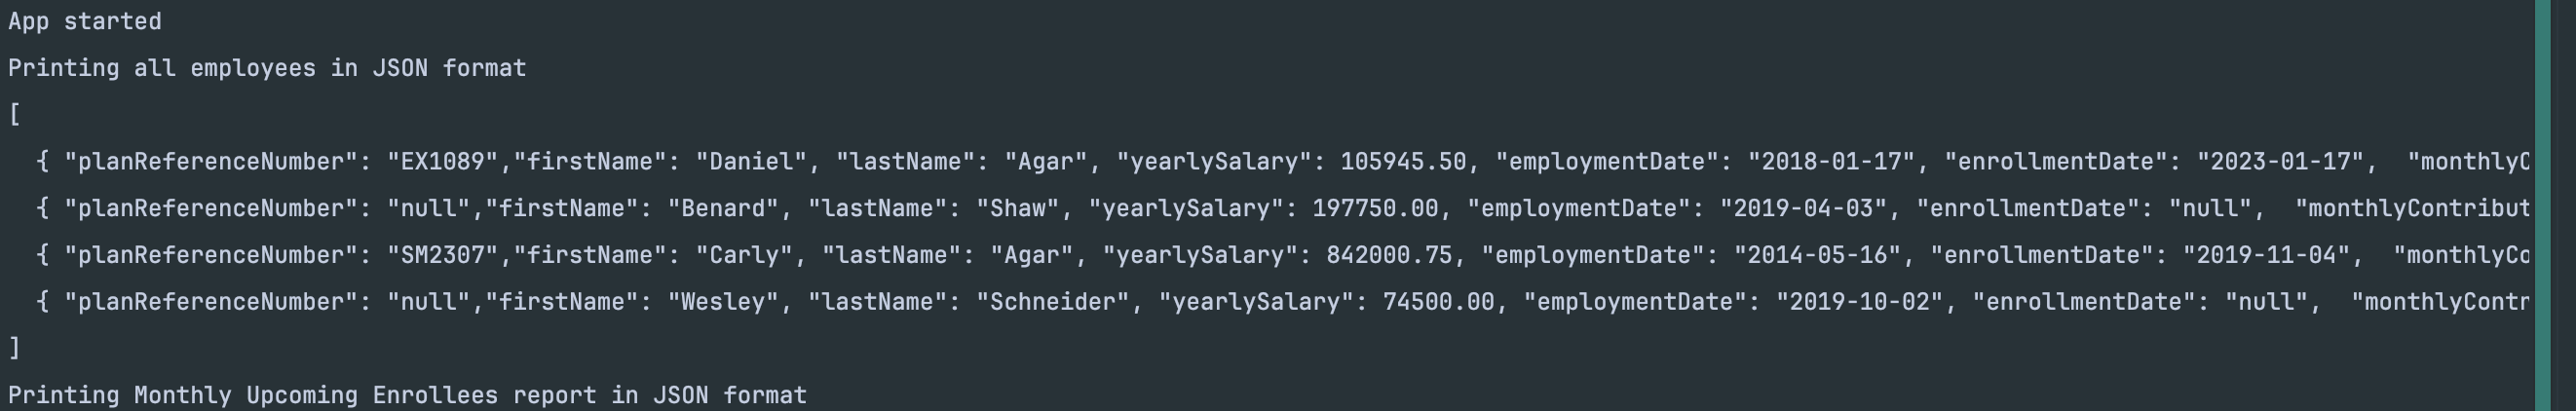 App started
Printing all employees in JSON format
[
  { "planReferenceNumber": "EX1089","firstName": "Daniel", "lastName": "Agar", "yearlySalary": 105945.50, "employmentDate": "2018-01-17", "enrollmentDate": "2023-01-17",  "monthlyC
  { "planReferenceNumber": "null","firstName": "Benard", "lastName": "Shaw", "yearlySalary": 197750.00, "employmentDate": "2019-04-03", "enrollmentDate": "null",  "monthlyContribut
  { "planReferenceNumber": "SM2307","firstName": "Carly", "lastName": "Agar", "yearlySalary": 842000.75, "employmentDate": "2014-05-16", "enrollmentDate": "2019-11-04",  "monthlyCo
  { "planReferenceNumber": "null","firstName": "Wesley", "lastName": "Schneider", "yearlySalary": 74500.00, "employmentDate": "2019-10-02", "enrollmentDate": "null",  "monthlyContr
]
Printing Monthly Upcoming Enrollees report in JSON format